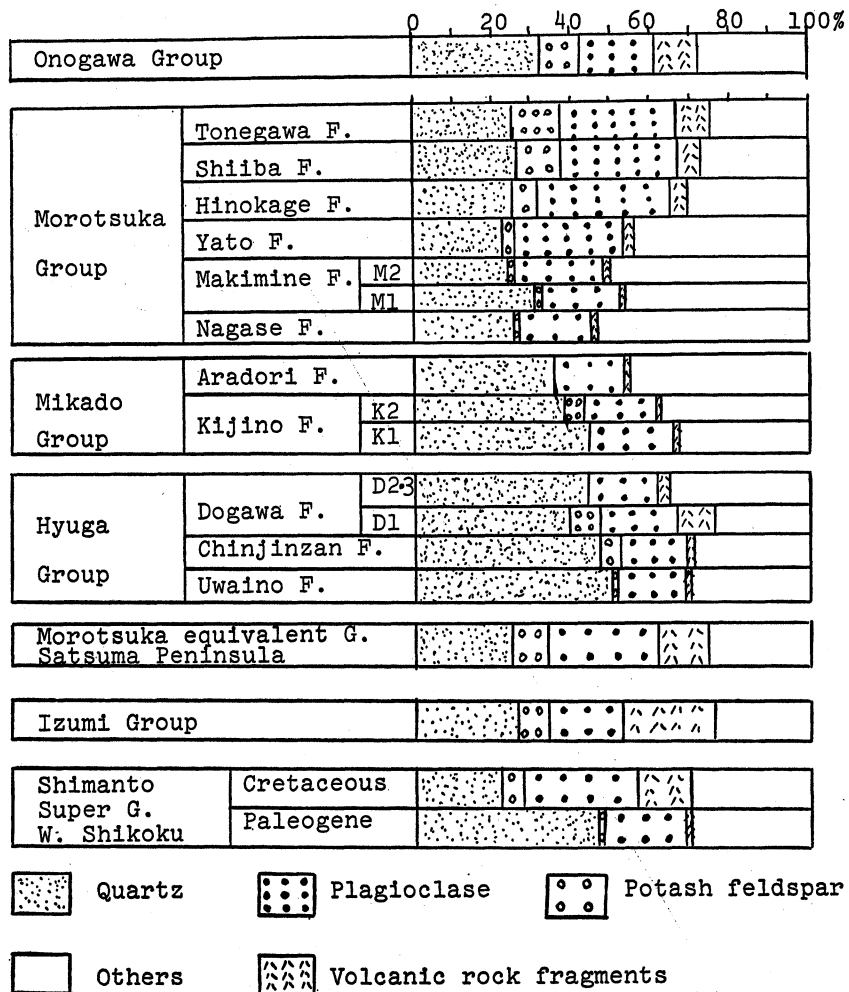 0 20 40 60 80 100%
Onogawa Group
Morotsuka
Group
Tonegawa F.
Shiiba F.
Hinokage F.
Yato F.
Makimine F.
M2
M1
Nagase F.
Mikado
Group
Aradori F.
Kijino F.
K2
K1
Hyuga
Group
Dogawa F.
D2·3
D1
Chinjinzan F.
Uwaino F.
Morotsuka equivalent G.
Satsuma Peninsula
Izumi Group
Shimanto
Super G.
W. Shikoku
Cretaceous
Paleogene
Quartz
Plagioclase
Potash feldspar
Others
Volcanic rock fragments